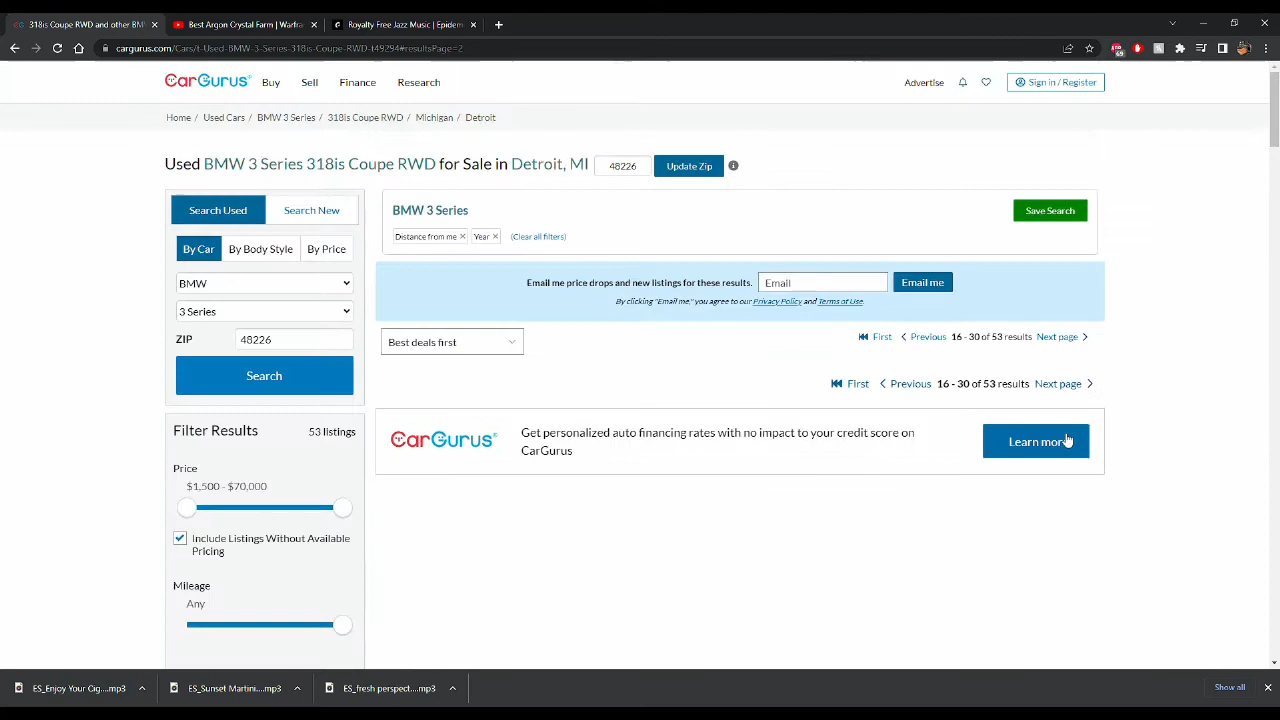 318is Coupe RWD and other BM
Best Argon Crystal Farm | Warfra
Royalty Free Jazz Music | Epidem
cargurus.com/Cars/t-Used-BMW-3-Series-318is-Coupe-RWD-t49294#resultsPage=2
69
CarGurus
Buy
Sell
Finance
Research
Advertise
Sign in / Register
Home / Used Cars / BMW 3 Series / 318is Coupe RWD / Michigan / Detroit
Used BMW 3 Series 318is Coupe RWD for Sale in Detroit, MI
48226
Update Zip
Search Used
Search New
By Car
By Body Style
By Price
BMW
3 Series
ZIP
48226
Search
BMW 3 Series
Save Search
Distance from me
Year
(Clear all filters)
Email me price drops and new listings for these results.
Email
Email me
By clicking "Email me," you agree to our Privacy Policy and Terms of Use.
Best deals first
First
Previous
16 - 30 of 53 results
Next page
First
Previous
16 - 30 of 53 results
Next page
CarGurus
Get personalized auto financing rates with no impact to your credit score on
CarGurus
Learn more
Filter Results
53 listings
Price
$1,500 - $70,000
Include Listings Without Available
Pricing
Mileage
Any
ES_Enjoy Your Gig....mp3
ES_Sunset Martini....mp3
ES_fresh perspect....mp3
Show all